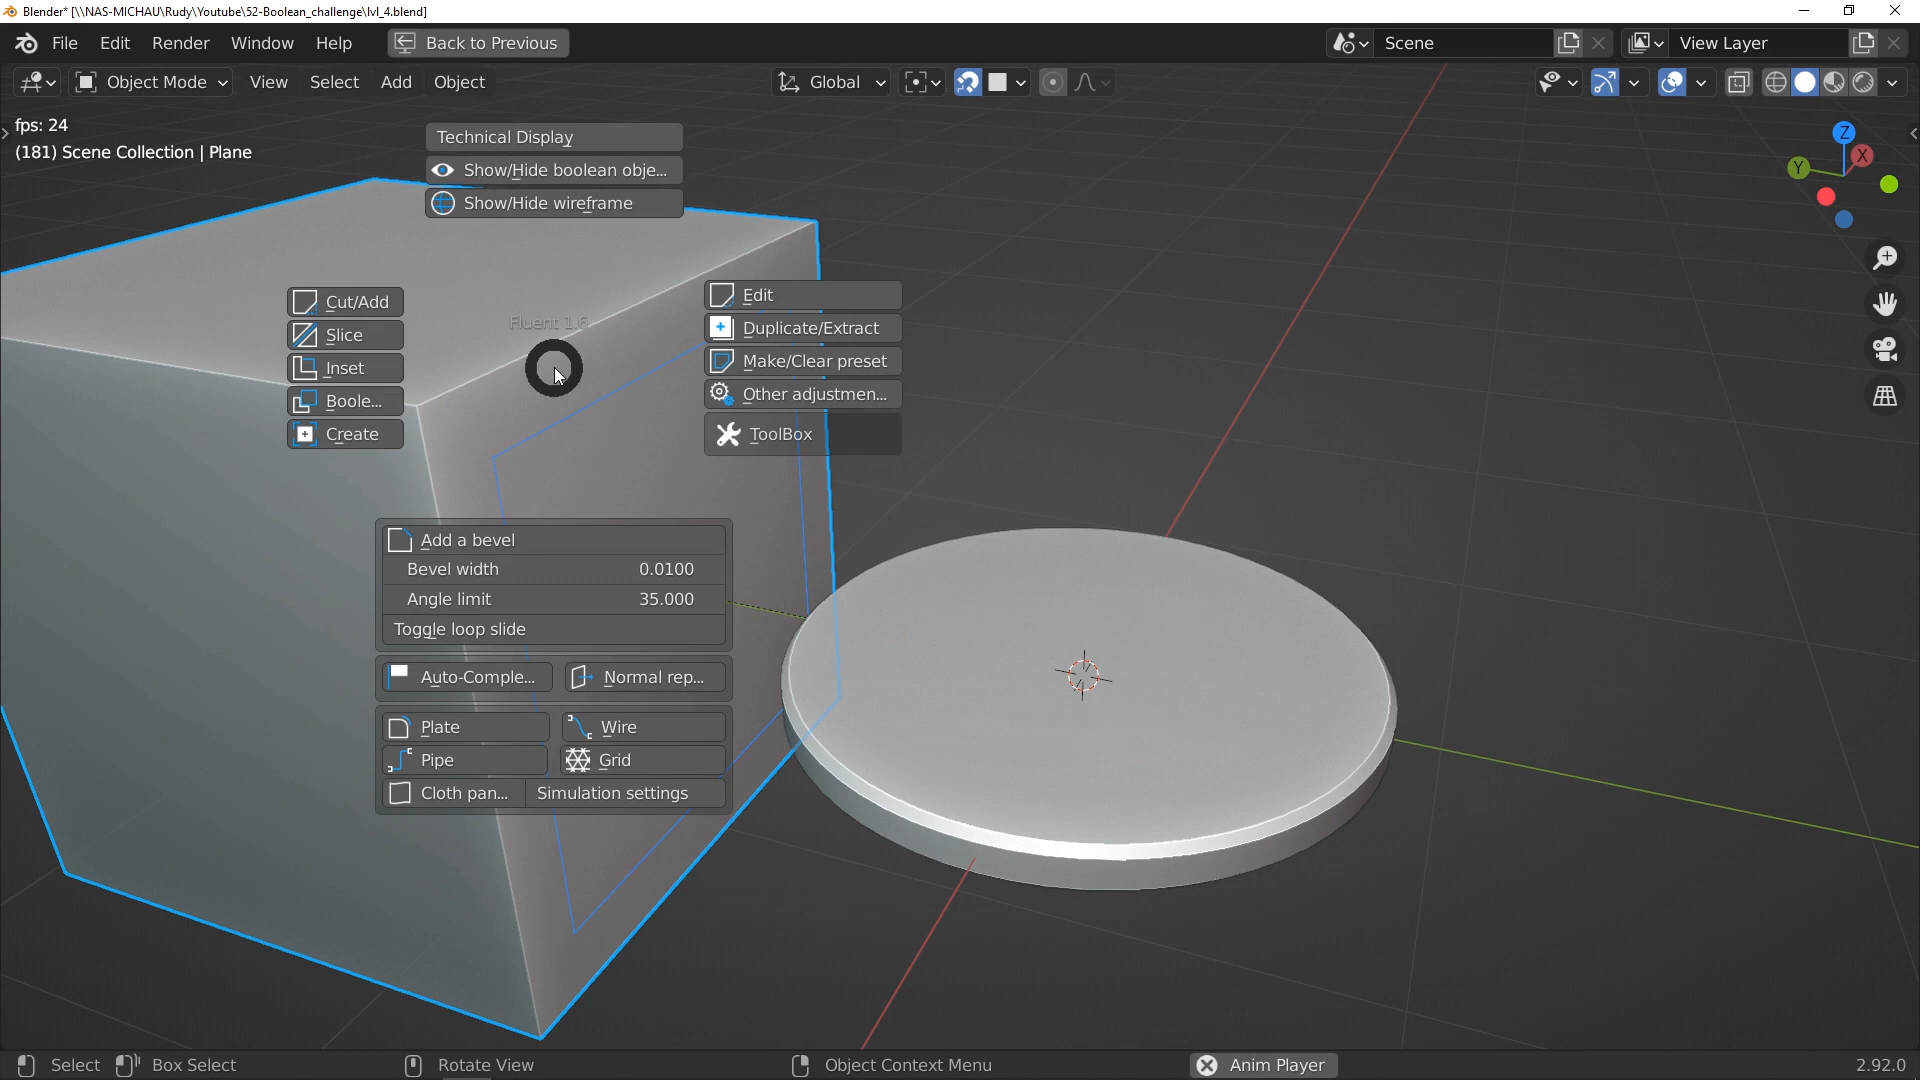 Blender* [\\NAS-MICHAU\Rudy\Youtube\52-Boolean_challenge\lvl_4.blend]
File Edit Render Window Help Back to Previous Scene View Layer
Object Mode View Select Add Object Global
fps: 24
(181) Scene Collection | Plane
Technical Display
Show/Hide boolean obje...
Show/Hide wireframe
Z
X
Y
Fluent 1.6
Cut/Add
Slice
Inset
Boole...
Create
Edit
Duplicate/Extract
Make/Clear preset
Other adjustmen...
ToolBox
Add a bevel
Bevel width 0.0100
Angle limit 35.000
Toggle loop slide
Auto-Comple... Normal rep...
Plate Wire
Pipe Grid
Cloth pan... Simulation settings
Select Box Select Rotate View Object Context Menu Anim Player 2.92.0